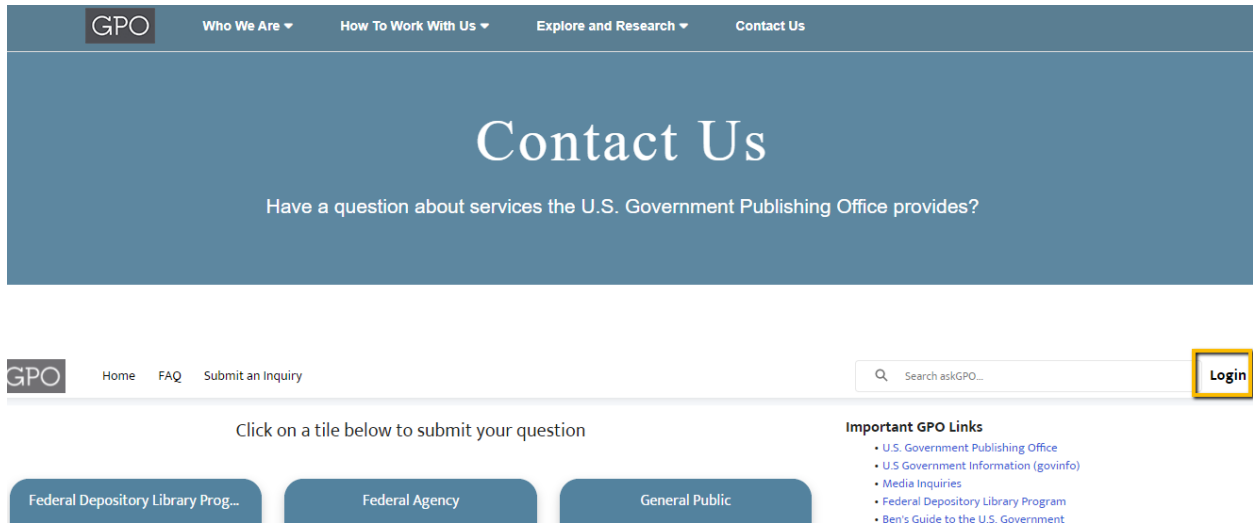 GPO Who We Are How To Work With Us Explore and Research Contact Us
Contact Us
Have a question about services the U.S. Government Publishing Office provides?
GPO Home FAQ Submit an Inquiry Search askGPO... Login
Click on a tile below to submit your question
Federal Depository Library Prog...
Federal Agency
General Public
Important GPO Links
• U.S. Government Publishing Office
• U.S Government Information (govinfo)
• Media Inquiries
• Federal Depository Library Program
• Ben's Guide to the U.S. Government